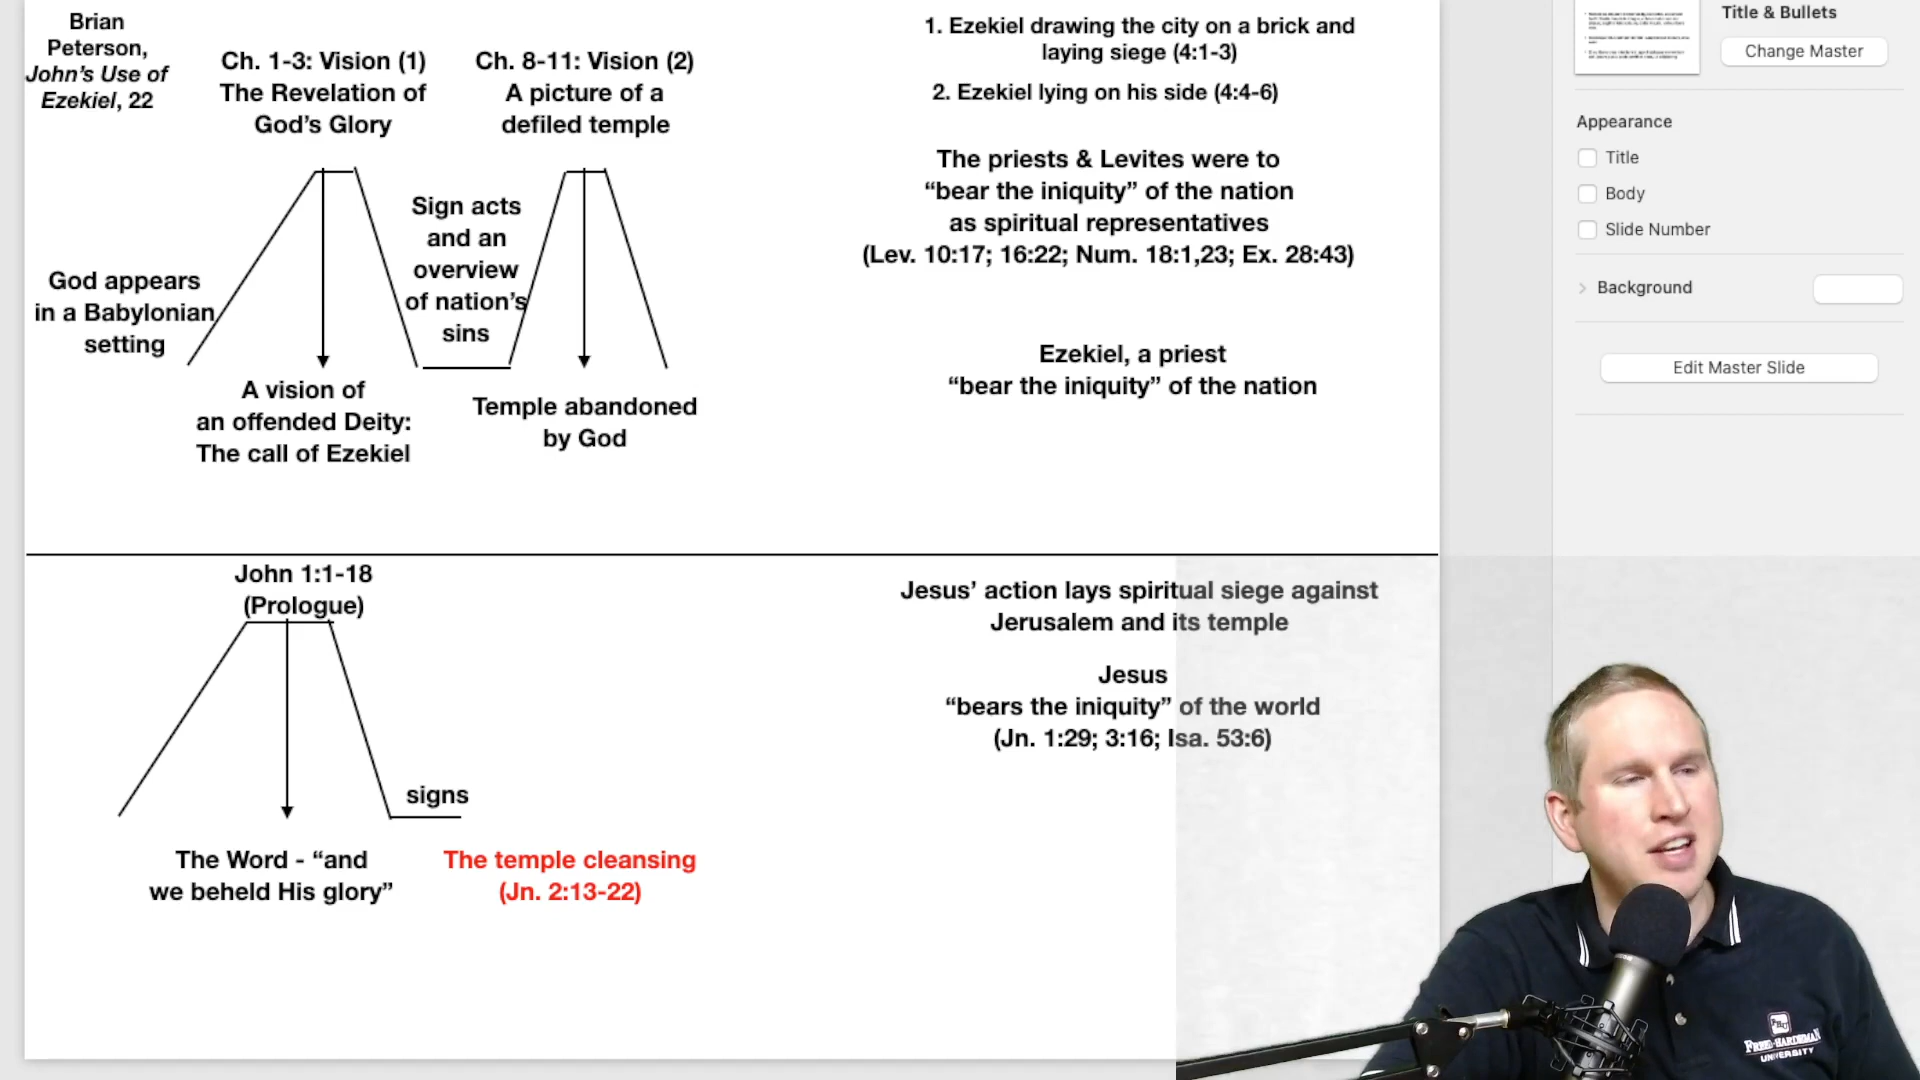 Brian
Peterson,
John's Use of
Ezekiel, 22
Ch. 1-3: Vision (1)
The Revelation of
God's Glory
Ch. 8-11: Vision (2)
A picture of a
defiled temple
God appears
in a Babylonian
setting
Sign acts
and an
overview
of nation's
sins
A vision of
an offended Deity:
The call of Ezekiel
Temple abandoned
by God
1. Ezekiel drawing the city on a brick and
laying siege (4:1-3)
2. Ezekiel lying on his side (4:4-6)
The priests & Levites were to
“bear the iniquity” of the nation
as spiritual representatives
(Lev. 10:17; 16:22; Num. 18:1,23; Ex. 28:43)
Ezekiel, a priest
“bear the iniquity” of the nation
John 1:1-18
(Prologue)
signs
The Word - “and
we beheld His glory”
The temple cleansing
(Jn. 2:13-22)
Jesus’ action lays spiritual siege against
Jerusalem and its temple
Jesus
“bears the iniquity” of the world
(Jn. 1:29; 3:16; Isa. 53:6)
Title & Bullets
Change Master
Appearance
Title
Body
Slide Number
Background
Edit Master Slide
FHU
FREED-HARDEMAN
UNIVERSITY